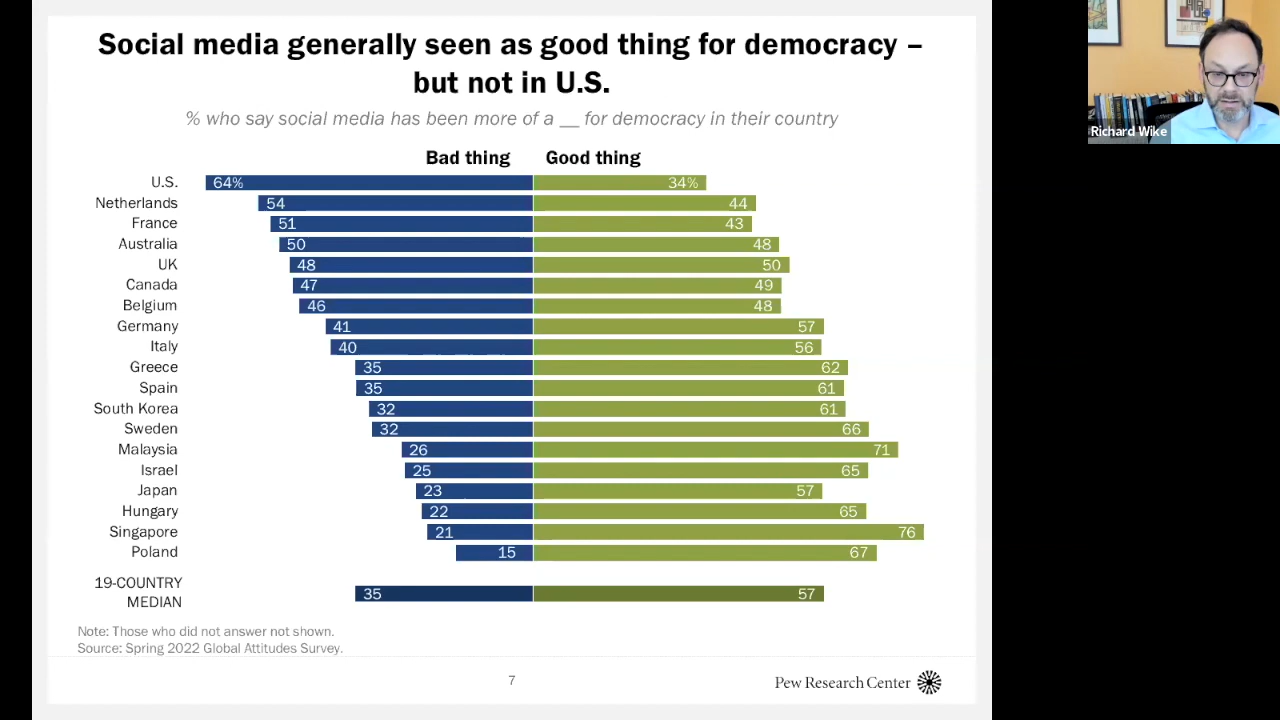 Social media generally seen as good thing for democracy –
but not in U.S.
% who say social media has been more of a __ for democracy in their country
Bad thing Good thing
U.S. 64% 34%
Netherlands 54 44
France 51 43
Australia 50 48
UK 48 50
Canada 47 49
Belgium 46 48
Germany 41 57
Italy 40 56
Greece 35 62
Spain 35 61
South Korea 32 61
Sweden 32 66
Malaysia 26 71
Israel 25 65
Japan 23 57
Hungary 22 65
Singapore 21 76
Poland 15 67
19-COUNTRY
MEDIAN 35 57
Note: Those who did not answer not shown.
Source: Spring 2022 Global Attitudes Survey.
7
Pew Research Center
Richard Wike